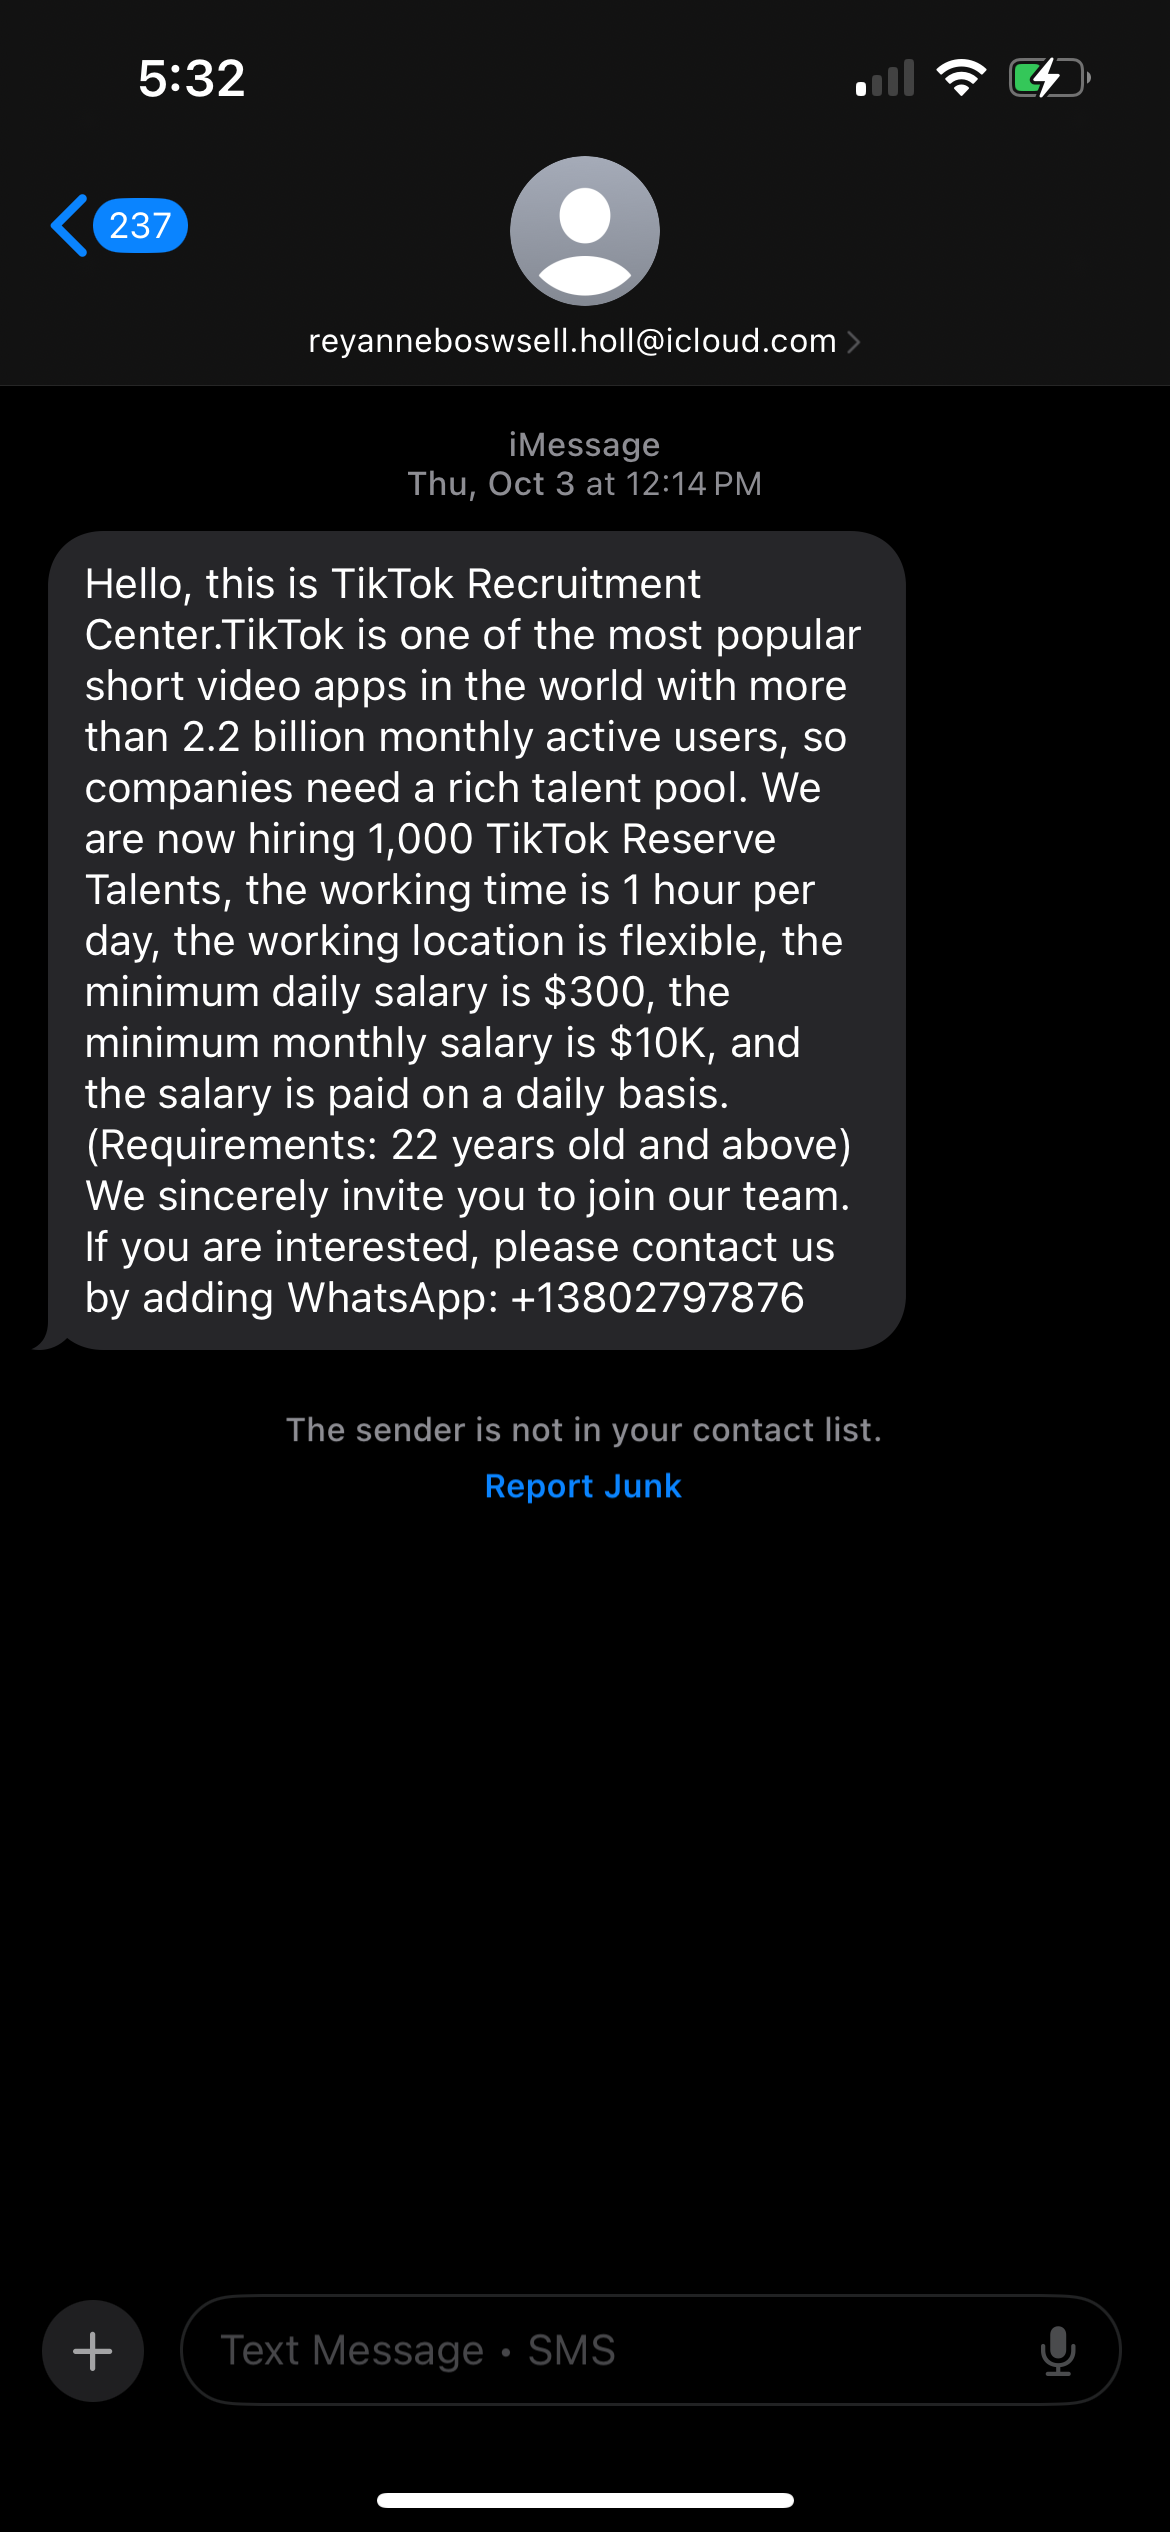 5:32
237
reyanneboswsell.holl@icloud.com
iMessage
Thu, Oct 3 at 12:14 PM
Hello, this is TikTok Recruitment
Center.TikTok is one of the most popular
short video apps in the world with more
than 2.2 billion monthly active users, so
companies need a rich talent pool. We
are now hiring 1,000 TikTok Reserve
Talents, the working time is 1 hour per
day, the working location is flexible, the
minimum daily salary is $300, the
minimum monthly salary is $10K, and
the salary is paid on a daily basis.
(Requirements: 22 years old and above)
We sincerely invite you to join our team.
If you are interested, please contact us
by adding WhatsApp: +13802797876
The sender is not in your contact list.
Report Junk
Text Message • SMS